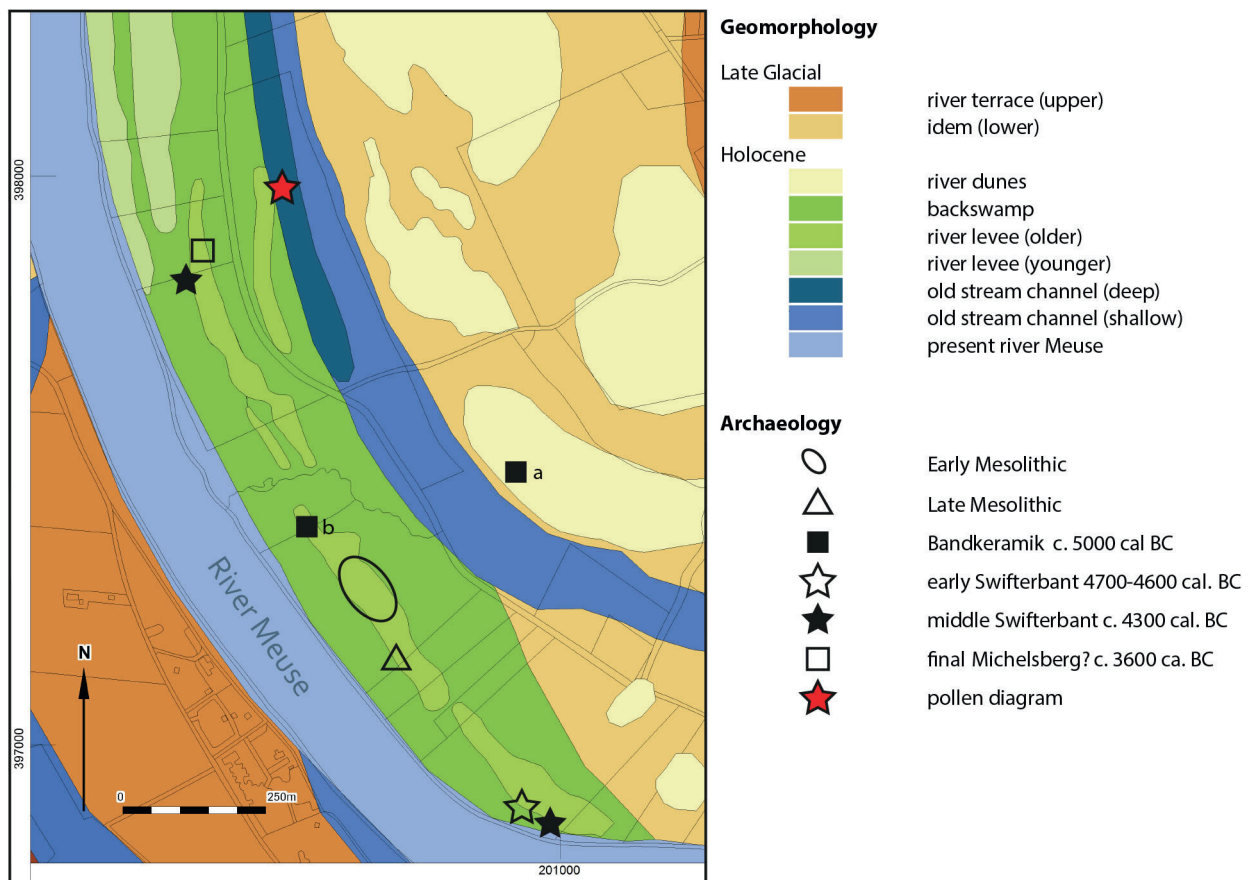 398000
397000
201000
a
b
River Meuse
N
0 250m
Geomorphology
Late Glacial
river terrace (upper)
idem (lower)
Holocene
river dunes
backswamp
river levee (older)
river levee (younger)
old stream channel (deep)
old stream channel (shallow)
present river Meuse
Archaeology
Early Mesolithic
Late Mesolithic
Bandkeramik c. 5000 cal BC
early Swifterbant 4700-4600 cal. BC
middle Swifterbant c. 4300 cal. BC
final Michelsberg? c. 3600 ca. BC
pollen diagram